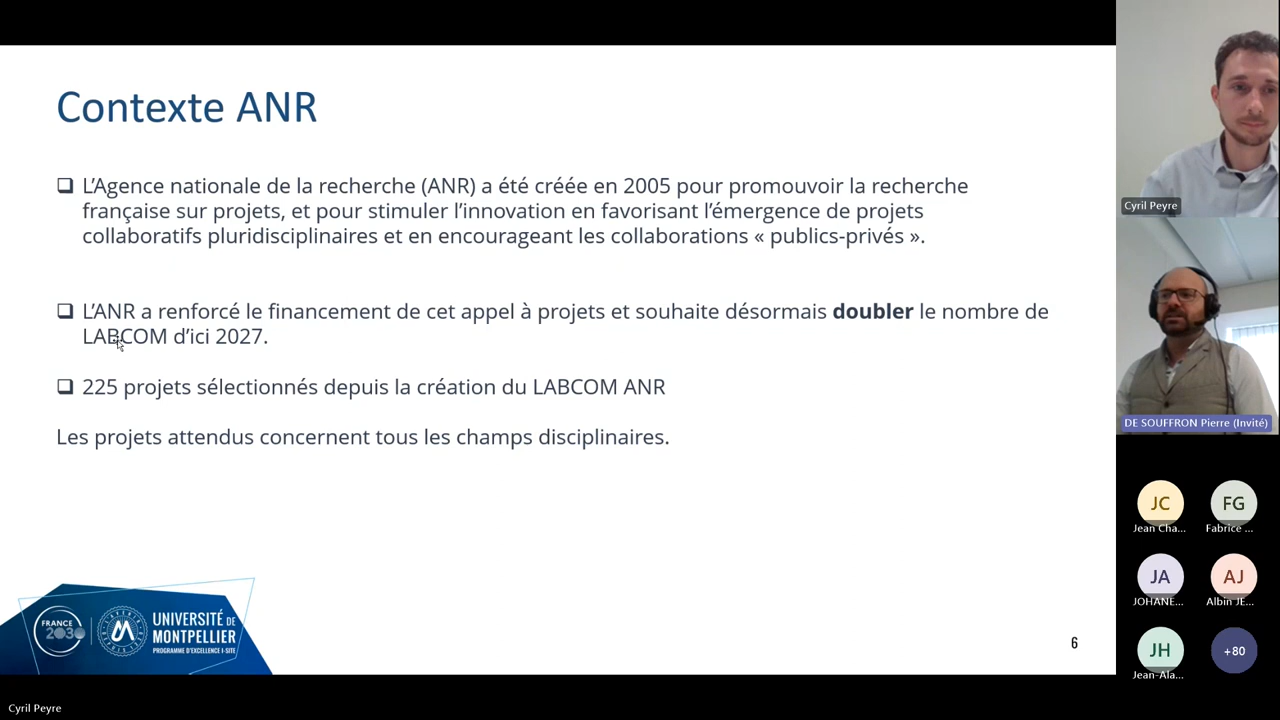 Contexte ANR
❑ L’Agence nationale de la recherche (ANR) a été créée en 2005 pour promouvoir la recherche
française sur projets, et pour stimuler l’innovation en favorisant l’émergence de projets
collaboratifs pluridisciplinaires et en encourageant les collaborations « publics-privés ».
❑ L’ANR a renforcé le financement de cet appel à projets et souhaite désormais doubler le nombre de
LABCOM d’ici 2027.
❑ 225 projets sélectionnés depuis la création du LABCOM ANR
Les projets attendus concernent tous les champs disciplinaires.
FRANCE
2030
UNIVERSITÉ DE
MONTPELLIER
PROGRAMME D'EXCELLENCE I-SITE
6
Cyril Peyre
DE SOUFFRON Pierre (Invité)
JC
FG
Jean Cha...
Fabrice ...
JA
AJ
JOHANE...
Albin JE...
JH
+80
Jean-Ala...
Cyril Peyre